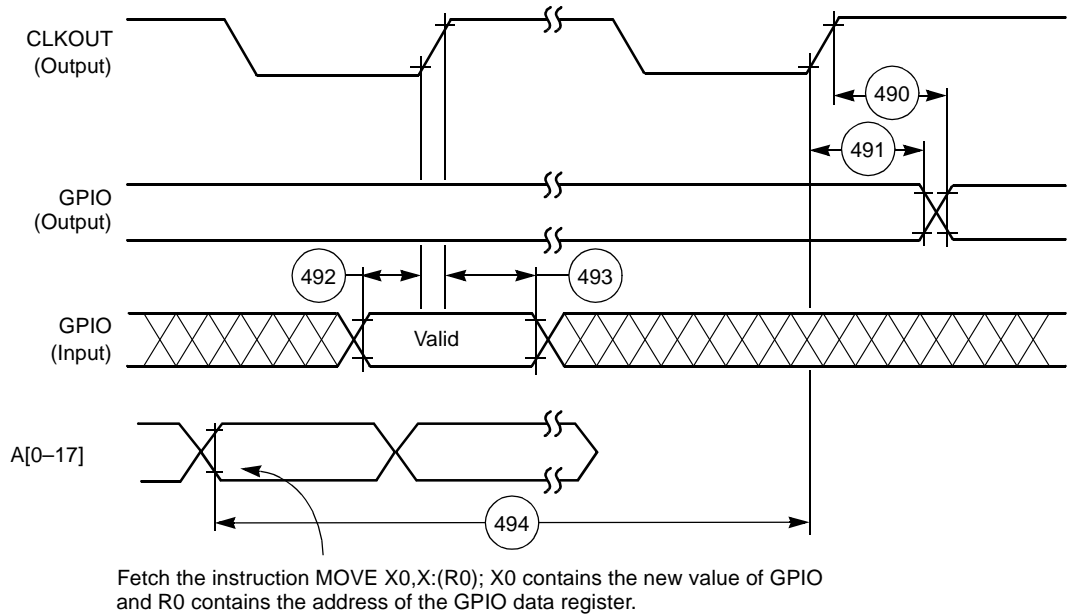 CLKOUT
(Output)
490
491
GPIO
(Output)
492
493
GPIO
(Input)
Valid
A[0–17]
494
Fetch the instruction MOVE X0,X:(R0); X0 contains the new value of GPIO
and R0 contains the address of the GPIO data register.